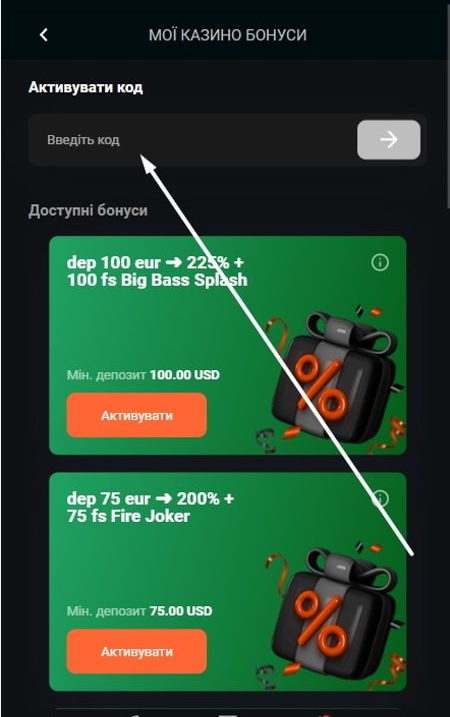 МОЇ КАЗИНО БОНУСИ
Активувати код
Введіть код
Доступні бонуси
dep 100 eur ➜ 225% +
100 fs Big Bass Splash
Мін. депозит 100.00 USD
Активувати
dep 75 eur ➜ 200% +
75 fs Fire Joker
Мін. депозит 75.00 USD
Активувати